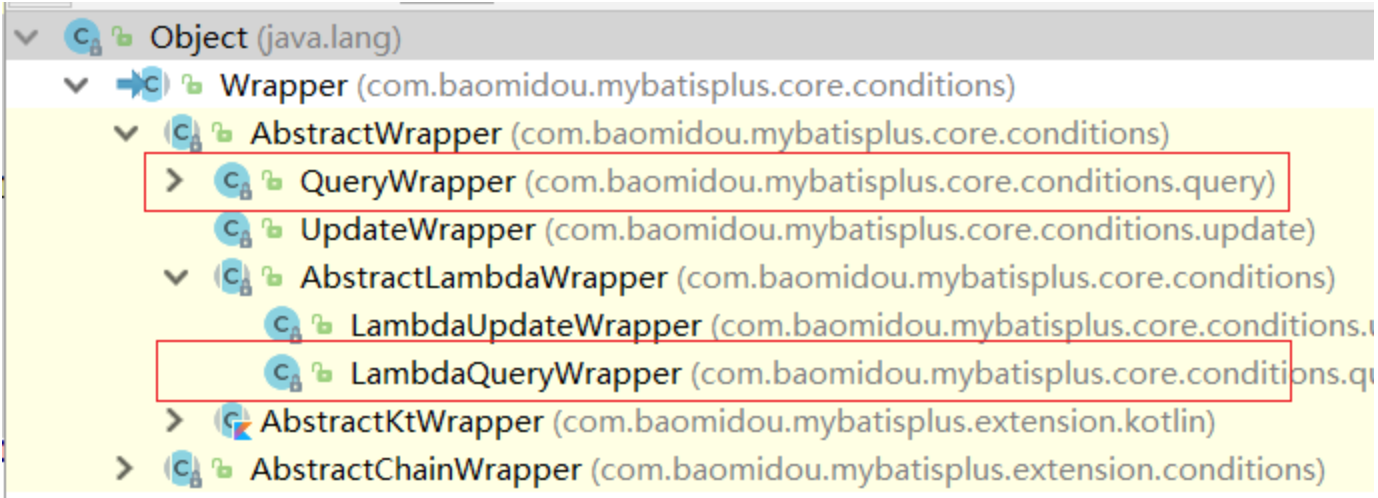 Object (java.lang)
Wrapper (com.baomidou.mybatisplus.core.conditions)
AbstractWrapper (com.baomidou.mybatisplus.core.conditions)
QueryWrapper (com.baomidou.mybatisplus.core.conditions.query)
UpdateWrapper (com.baomidou.mybatisplus.core.conditions.update)
AbstractLambdaWrapper (com.baomidou.mybatisplus.core.conditions)
LambdaUpdateWrapper (com.baomidou.mybatisplus.core.conditions.u
LambdaQueryWrapper (com.baomidou.mybatisplus.core.conditions.qu
AbstractKtWrapper (com.baomidou.mybatisplus.extension.kotlin)
AbstractChainWrapper (com.baomidou.mybatisplus.extension.conditions)